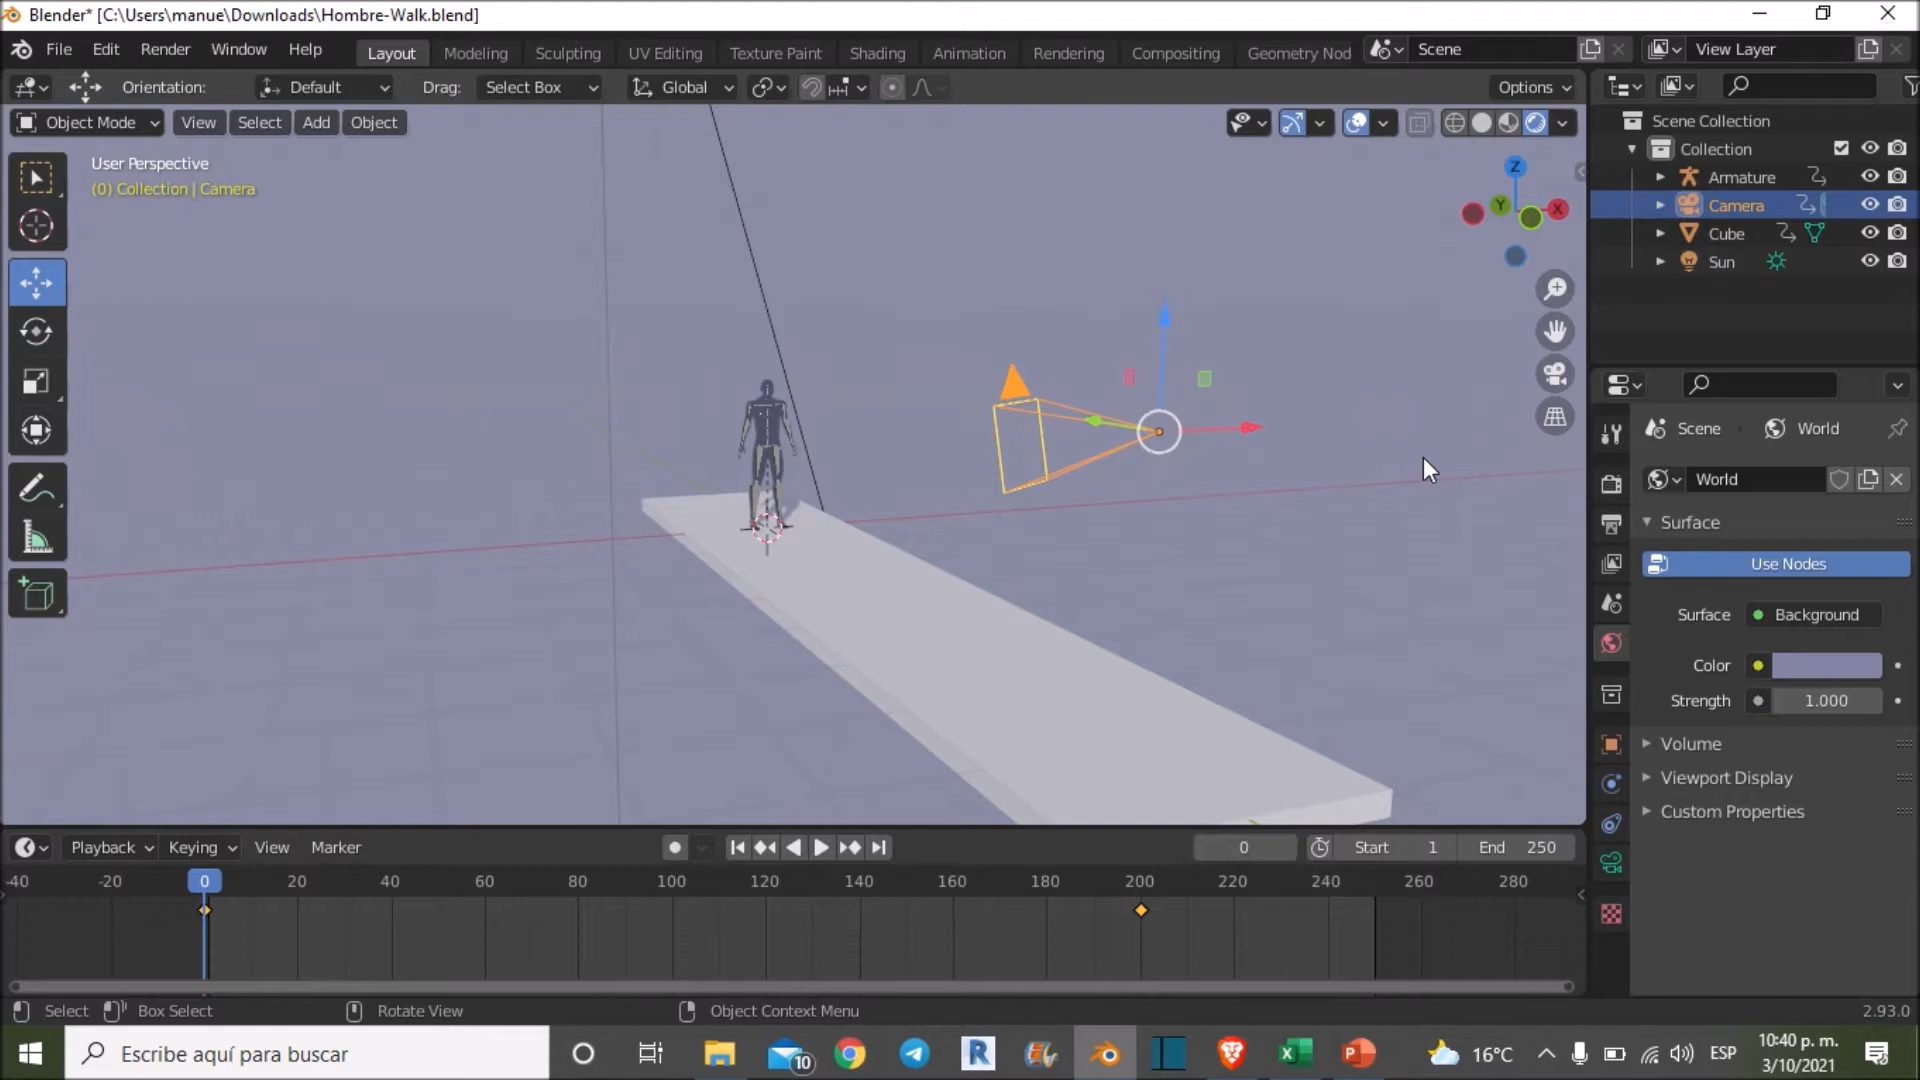 Blender* [C:\Users\manue\Downloads\Hombre-Walk.blend]
File Edit Render Window Help Layout Modeling Sculpting UV Editing Texture Paint Shading Animation Rendering Compositing Geometry Nod Scene View Layer
Orientation: Default Drag: Select Box Global Options
Object Mode View Select Add Object
User Perspective
(0) Collection | Camera
Z
Y
X
Scene Collection
Collection
Armature
Camera
Cube
Sun
Scene World
World
Surface
Use Nodes
Surface Background
Color
Strength 1.000
Volume
Viewport Display
Custom Properties
Playback Keying View Marker 0 Start 1 End 250
-40 -20 0 20 40 60 80 100 120 140 160 180 200 220 240 260 280
Select Box Select Rotate View Object Context Menu 2.93.0
Escribe aquí para buscar 10 16°C ESP 10:40 p. m.
3/10/2021